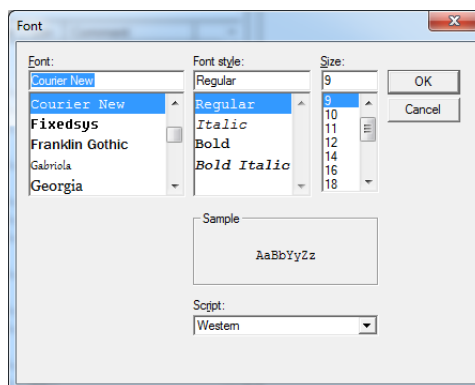 Font
Font:
Courier New
Courier New
Fixedsys
Franklin Gothic
Gabriola
Georgia
Font style:
Regular
Regular
Italic
Bold
Bold Italic
Size:
9
9
10
11
12
14
16
18
OK
Cancel
Sample
AaBbYyZz
Script:
Western